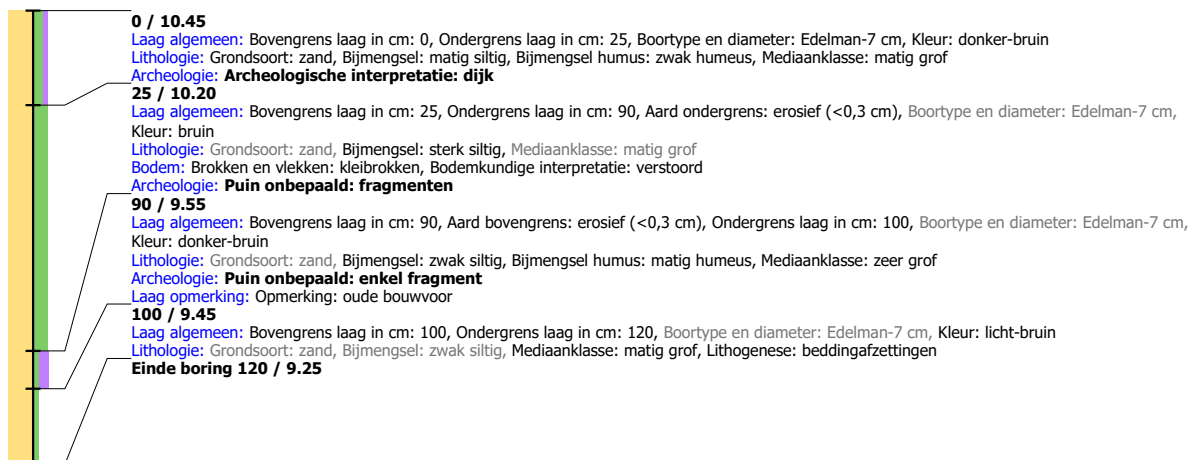 0 / 10.45
Laag algemeen: Bovengrens laag in cm: 0, Ondergrens laag in cm: 25, Boortype en diameter: Edelman-7 cm, Kleur: donker-bruin
Lithologie: Grondsoort: zand, Bijmengsel: matig siltig, Bijmengsel humus: zwak humeus, Mediaanklasse: matig grof
Archeologie: Archeologische interpretatie: dijk
25 / 10.20
Laag algemeen: Bovengrens laag in cm: 25, Ondergrens laag in cm: 90, Aard ondergrens: erosief (<0,3 cm), Boortype en diameter: Edelman-7 cm,
Kleur: bruin
Lithologie: Grondsoort: zand, Bijmengsel: sterk siltig, Mediaanklasse: matig grof
Bodem: Brokken en vlekken: kleibrokken, Bodemkundige interpretatie: verstoord
Archeologie: Puin onbepaald: fragmenten
90 / 9.55
Laag algemeen: Bovengrens laag in cm: 90, Aard bovengrens: erosief (<0,3 cm), Ondergrens laag in cm: 100, Boortype en diameter: Edelman-7 cm,
Kleur: donker-bruin
Lithologie: Grondsoort: zand, Bijmengsel: zwak siltig, Bijmengsel humus: matig humeus, Mediaanklasse: zeer grof
Archeologie: Puin onbepaald: enkel fragment
Laag opmerking: Opmerking: oude bouwvoor
100 / 9.45
Laag algemeen: Bovengrens laag in cm: 100, Ondergrens laag in cm: 120, Boortype en diameter: Edelman-7 cm, Kleur: licht-bruin
Lithologie: Grondsoort: zand, Bijmengsel: zwak siltig, Mediaanklasse: matig grof, Lithogenese: beddingafzettingen
Einde boring 120 / 9.25